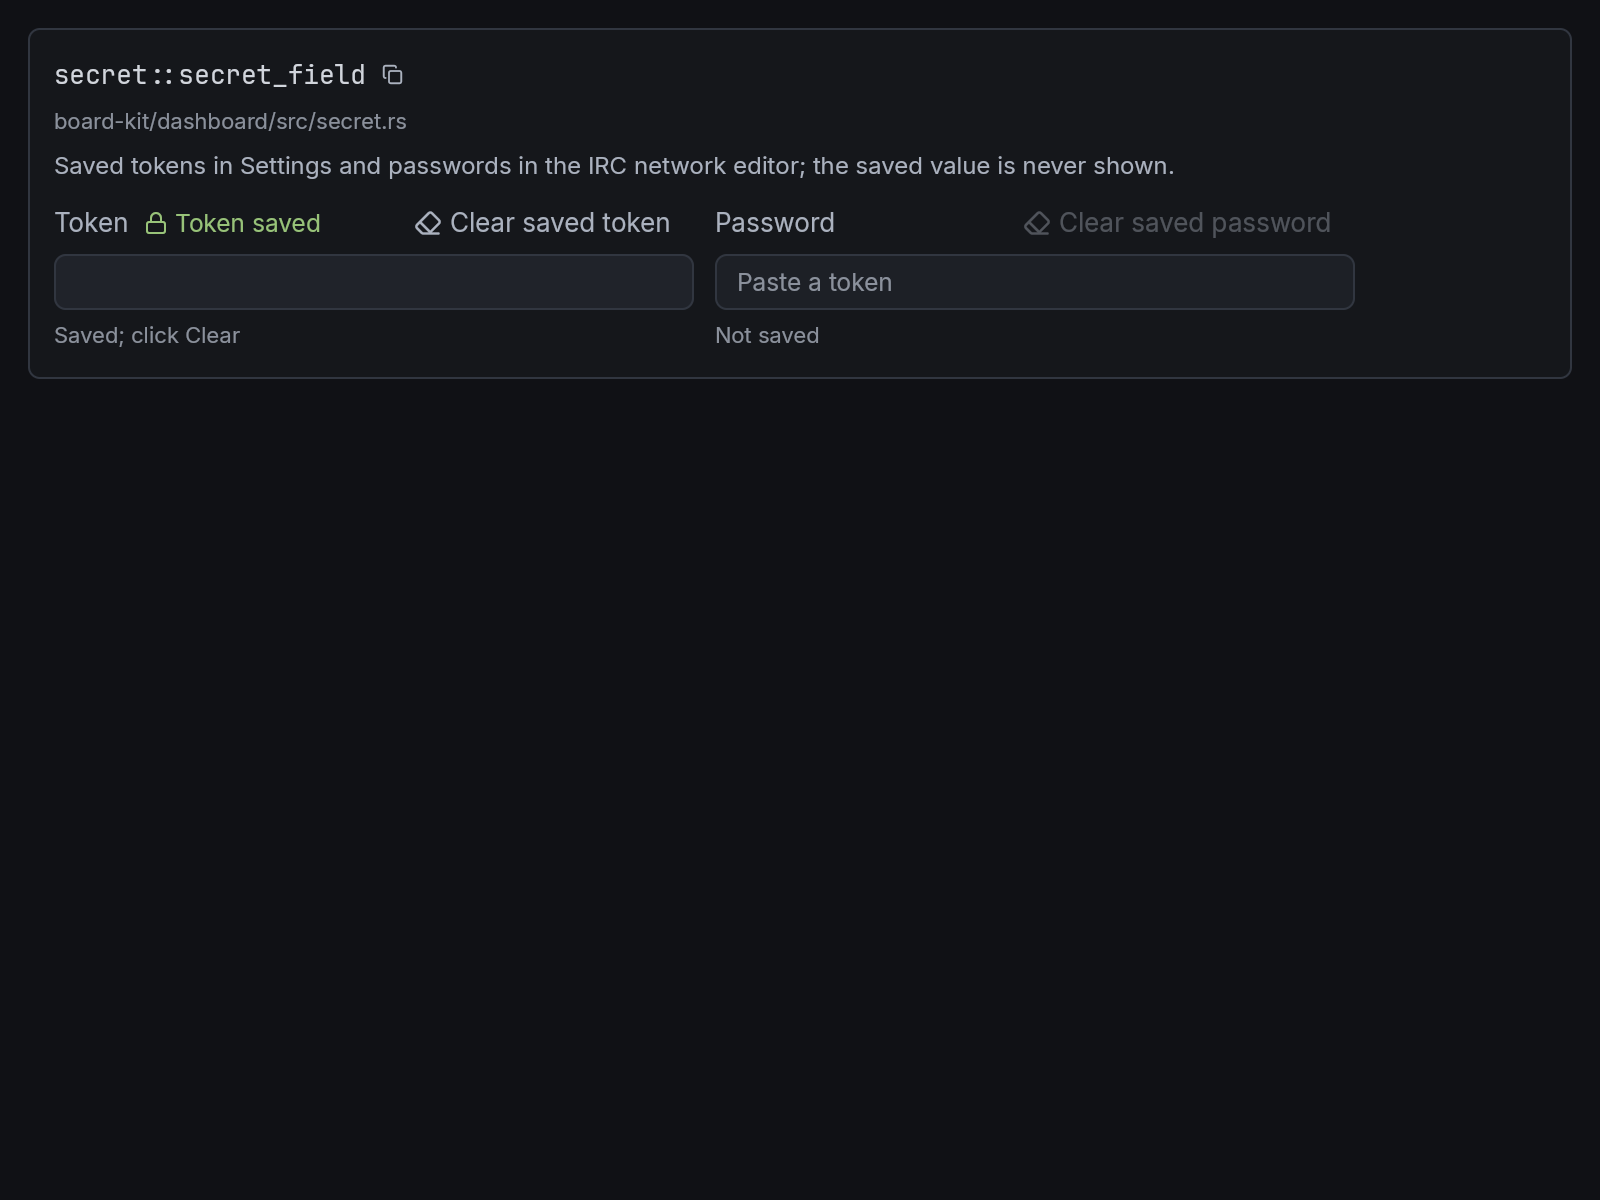 secret::secret_field
board-kit/dashboard/src/secret.rs
Saved tokens in Settings and passwords in the IRC network editor; the saved value is never shown.
Token Token saved Clear saved token
Password Clear saved password
Paste a token
Saved; click Clear
Not saved